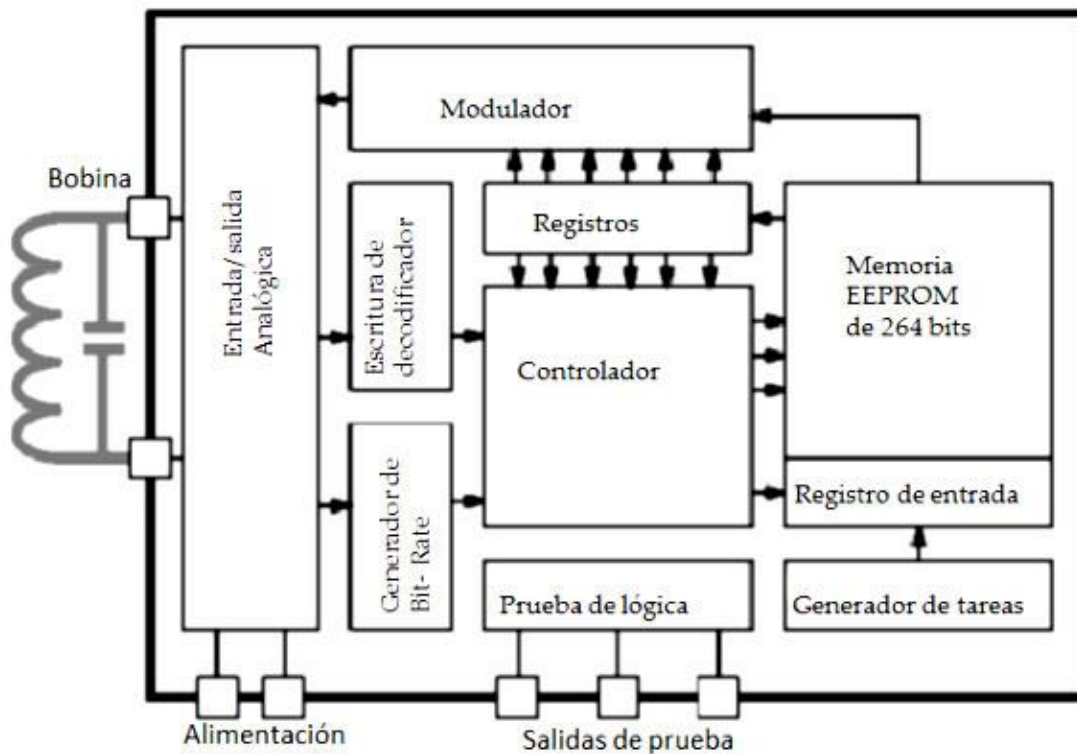 Modulador
Bobina
Entrada/salida
Analógica
Escritura de
decodificador
Registros
Memoria
EEPROM
de 264 bits
Controlador
Generador de
Bit- Rate
Registro de entrada
Prueba de lógica
Generador de tareas
Alimentación
Salidas de prueba